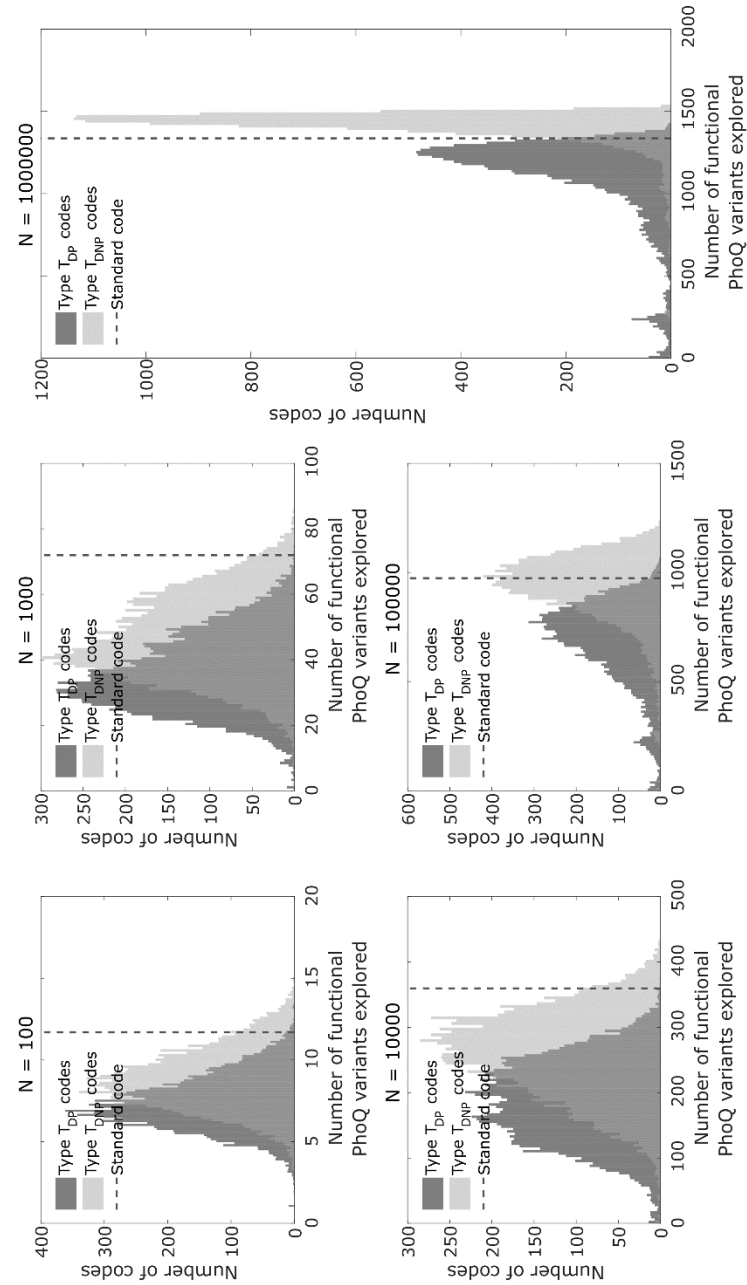 N = 100
400
300
200
100
0
Number of codes
Type T_DP codes
Type T_DNP codes
Standard code
0 5 10 15 20
Number of functional
PhoQ variants explored
N = 1000
300
250
200
150
100
50
0
Number of codes
Type T_DP codes
Type T_DNP codes
Standard code
0 20 40 60 80 100
Number of functional
PhoQ variants explored
N = 10000
300
250
200
150
100
50
0
Number of codes
Type T_DP codes
Type T_DNP codes
Standard code
0 100 200 300 400 500
Number of functional
PhoQ variants explored
N = 100000
600
500
400
300
200
100
0
Number of codes
Type T_DP codes
Type T_DNP codes
Standard code
0 500 1000 1500
Number of functional
PhoQ variants explored
N = 1000000
1200
1000
800
600
400
200
0
Number of codes
Type T_DP codes
Type T_DNP codes
Standard code
0 500 1000 1500 2000
Number of functional
PhoQ variants explored